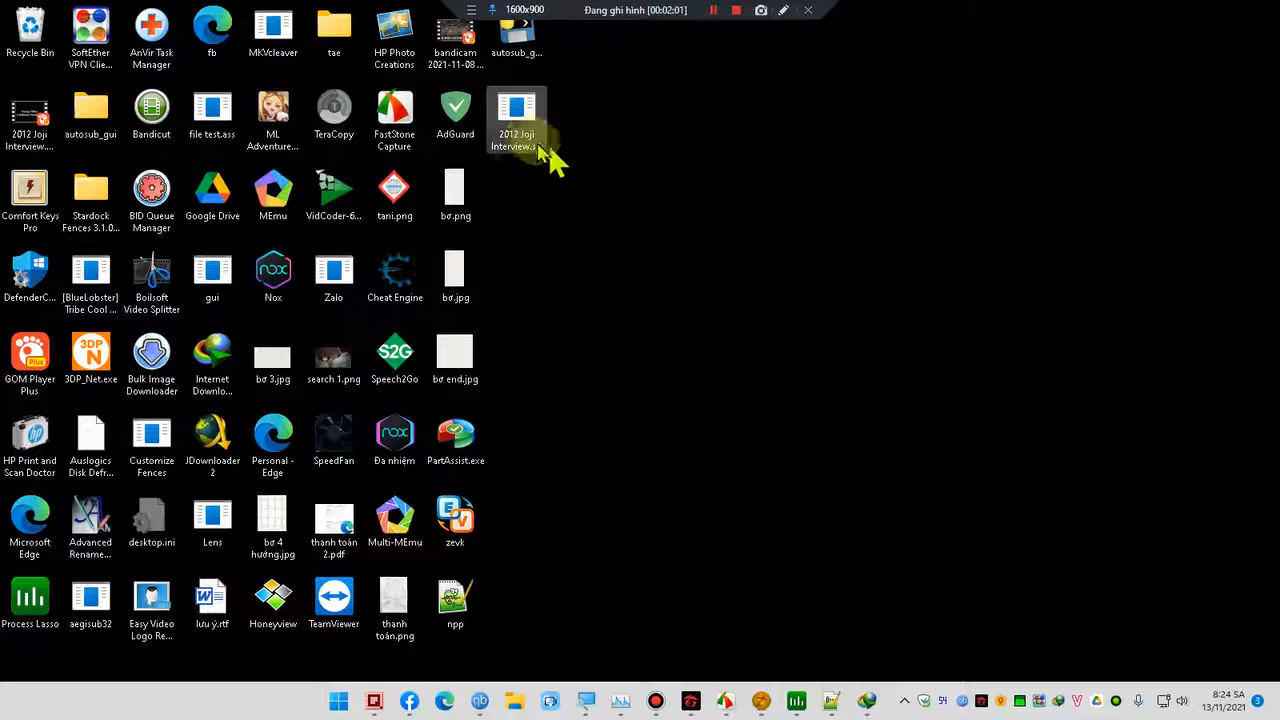 1600x900
Đang ghi hình [00:02:01]
Recycle Bin
SoftEther
VPN Clie...
AnVir Task
Manager
fb
MKVcleaver
tae
HP Photo
Creations
bandicam
2021-11-08 ...
autosub_g...
2012 Joji
Interview....
autosub_gui
Bandicut
file test.ass
ML
Adventure...
TeraCopy
FastStone
Capture
AdGuard
2012 Joji
Interview.s
Comfort Keys
Pro
Stardock
Fences 3.1.0...
BID Queue
Manager
Google Drive
MEmu
VidCoder-6...
tani.png
bơ.png
DefenderC...
[BlueLobster]
Tribe Cool ...
Boilsoft
Video Splitter
gui
nox
Nox
Zalo
Cheat Engine
bơ.jpg
Plus
GOM Player
Plus
3DP
N
3DP_Net.exe
Bulk Image
Downloader
Internet
Downlo...
bơ 3.jpg
search 1.png
S2G
Speech2Go
bơ end.jpg
HP Print and
Scan Doctor
Auslogics
Disk Defr...
Customize
Fences
JDownloader
2
Personal -
Edge
SpeedFan
nox
Đa nhiệm
PartAssist.exe
Microsoft
Edge
Advanced
Rename...
desktop.ini
Lens
bơ 4
hướng.jpg
thanh toán
2.pdf
Multi-MEmu
zevk
Process Lasso
aegisub32
Easy Video
Logo Re...
lưu ý.rtf
Honeyview
TeamViewer
thanh
toán.png
npp
8:24 SA
13/11/2021
3